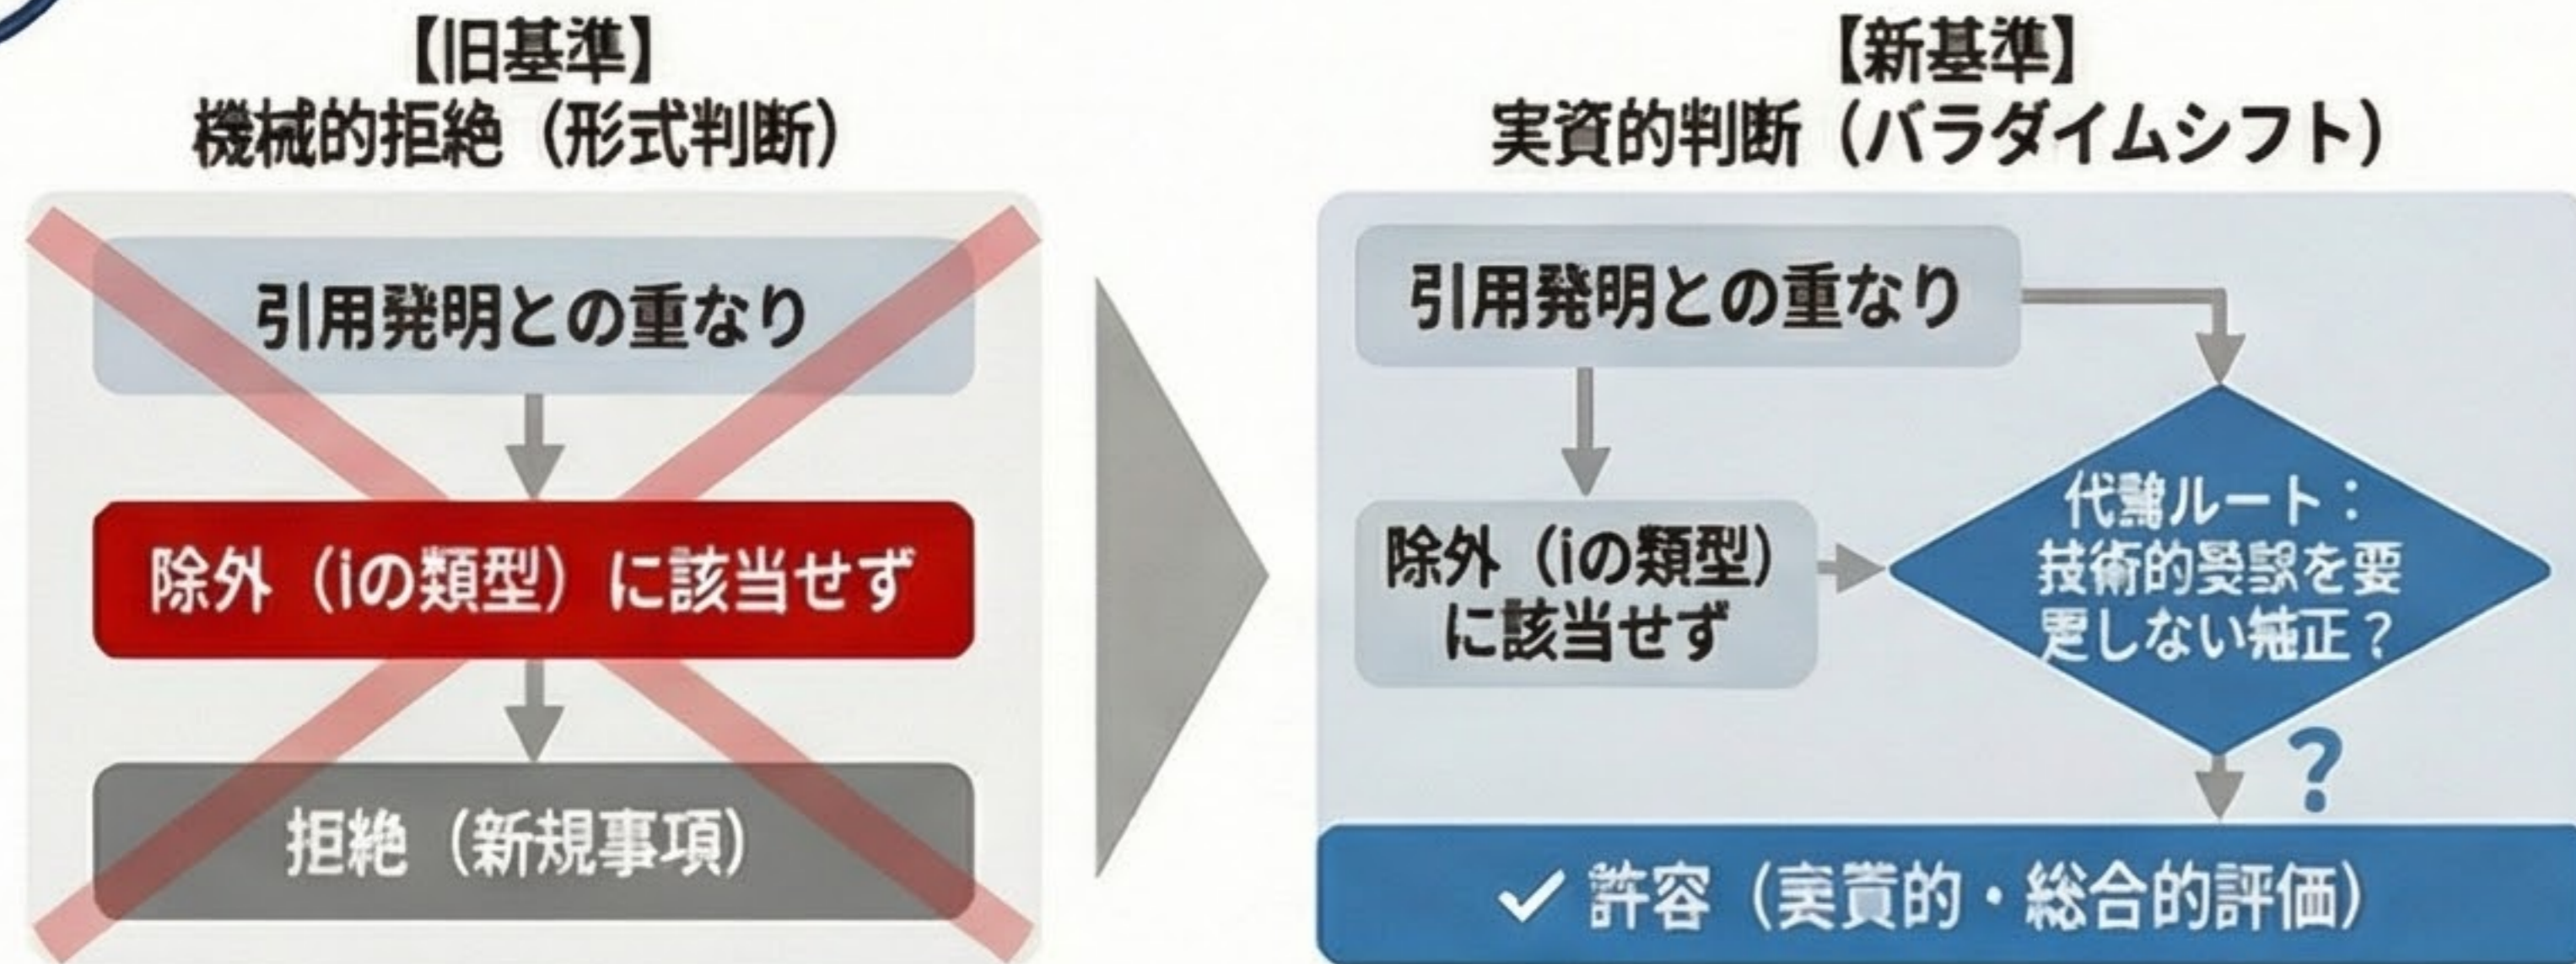 【旧基準】
機械的拒絶（形式判断）
引用発明との重なり
除外（iの類型）に該当せず
拒絶（新規事項）
【新基準】
実資的判断（バラダイムシフト）
引用発明との重なり
除外（iの類型）
に該当せず
ルート：
技術的を要
しない正？
?
✓ 許容（実質的・総合的評価）